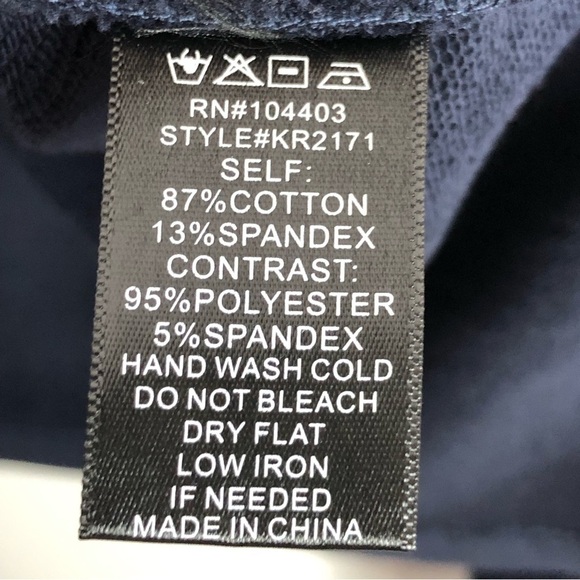 RN#104403
STYLE#KR2171
SELF:
87%COTTON
13%SPANDEX
CONTRAST:
95%POLYESTER
5%SPANDEX
HAND WASH COLD
DO NOT BLEACH
DRY FLAT
LOW IRON
IF NEEDED
MADE IN CHINA